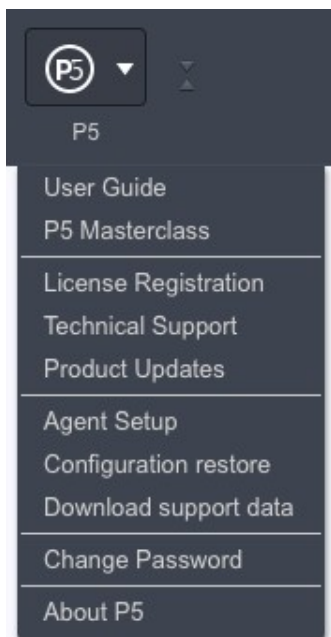 P5
P5
User Guide
P5 Masterclass
License Registration
Technical Support
Product Updates
Agent Setup
Configuration restore
Download support data
Change Password
About P5